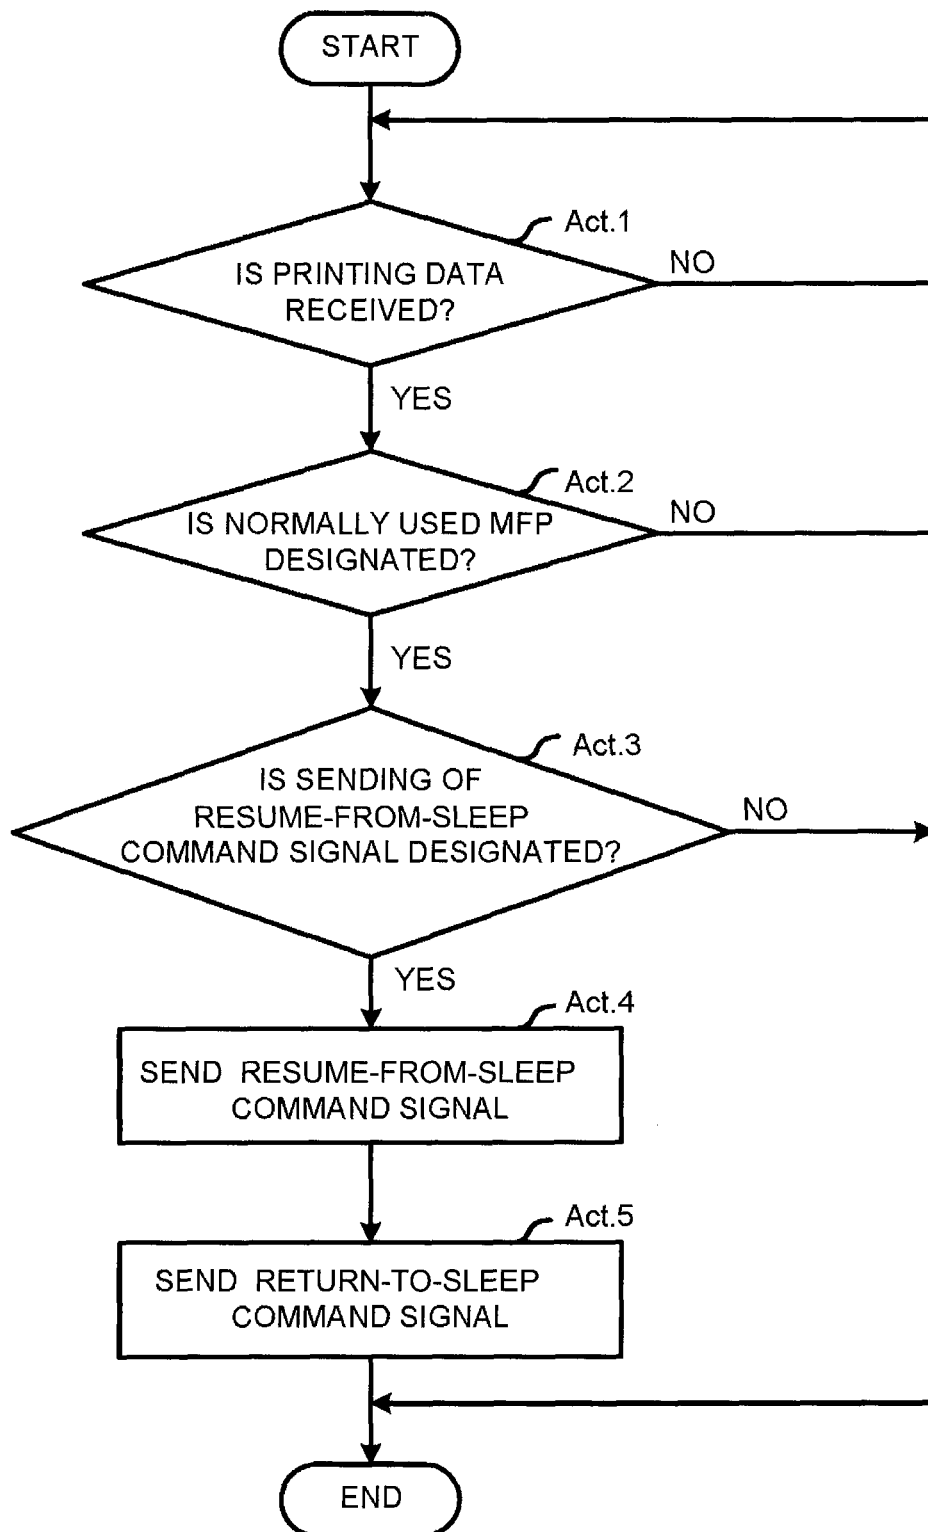 START
Act.1
IS PRINTING DATA
RECEIVED?
NO
YES
Act.2
IS NORMALLY USED MFP
DESIGNATED?
NO
YES
Act.3
IS SENDING OF
RESUME-FROM-SLEEP
COMMAND SIGNAL DESIGNATED?
NO
YES
Act.4
SEND RESUME-FROM-SLEEP
COMMAND SIGNAL
Act.5
SEND RETURN-TO-SLEEP
COMMAND SIGNAL
END